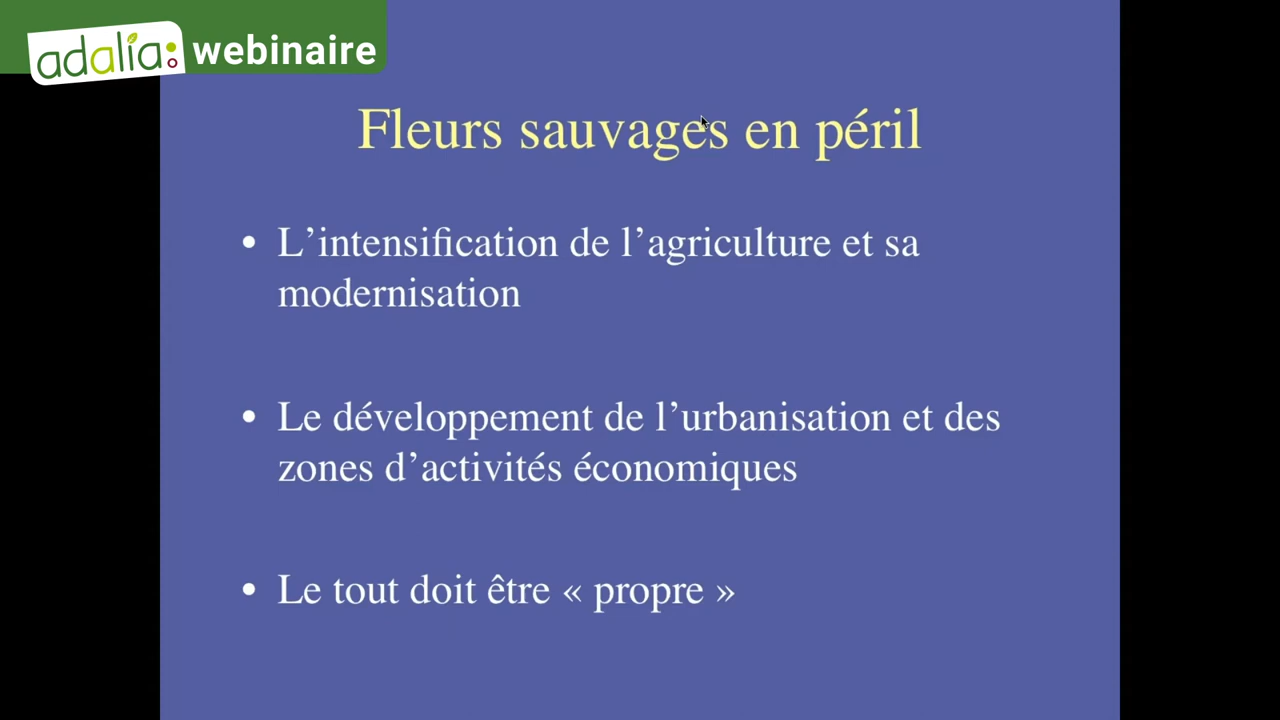 adalia: webinaire
Fleurs sauvages en péril
• L’intensification de l’agriculture et sa
modernisation
• Le développement de l’urbanisation et des
zones d’activités économiques
• Le tout doit être « propre »